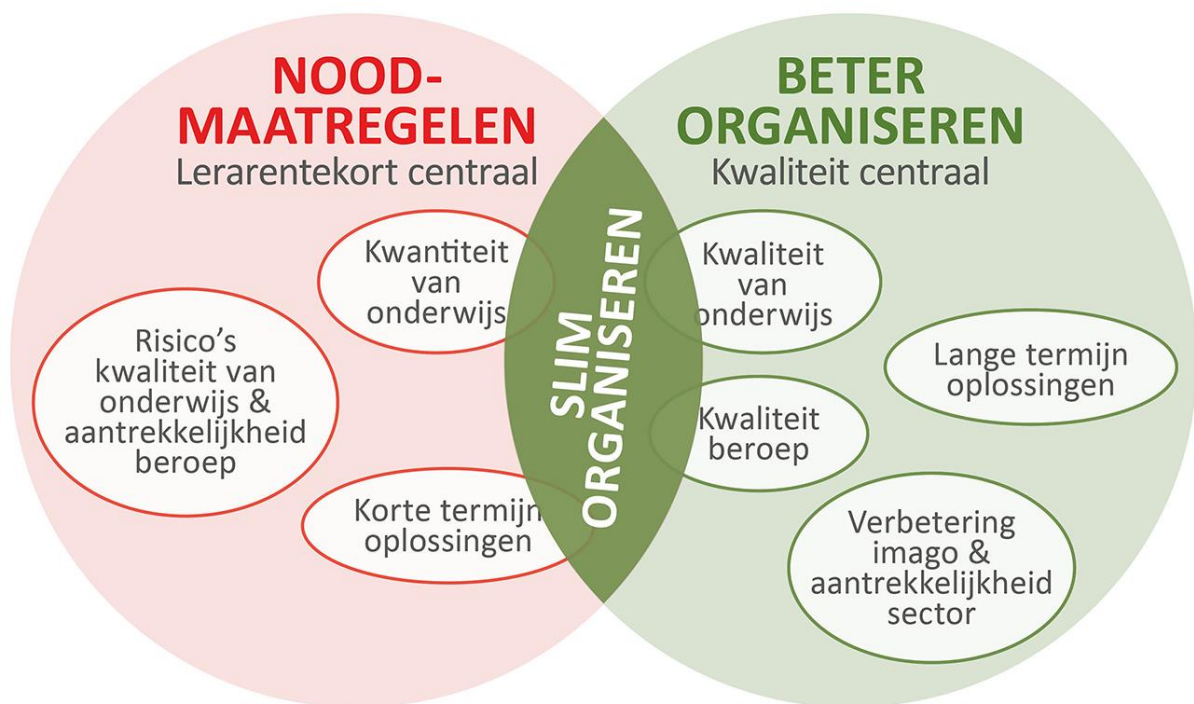 NOOD-
MAATREGELEN
Lerarentekort centraal
Kwantiteit
van
onderwijs
Risico’s
kwaliteit van
onderwijs &
aantrekkelijkheid
beroep
Korte termijn
oplossingen
SLIM
ORGANISEREN
BETER
ORGANISEREN
Kwaliteit centraal
Kwaliteit
van
onderwijs
Lange termijn
oplossingen
Kwaliteit
beroep
Verbetering
imago &
aantrekkelijkheid
sector